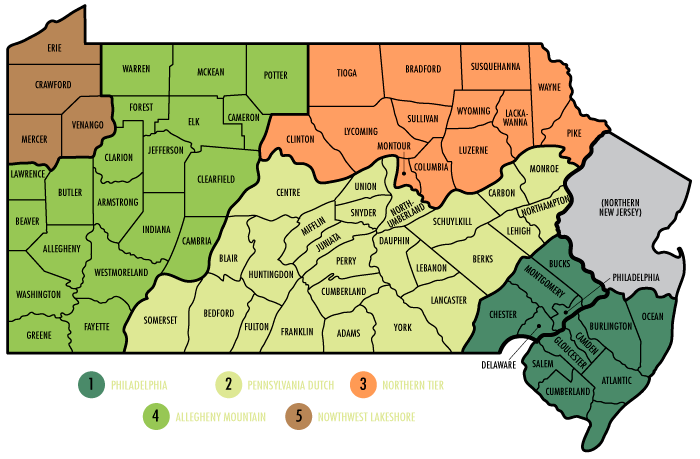 ERIE
CRAWFORD
MERCER
VENANGO
WARREN
MCKEAN
POTTER
FOREST
ELK
CAMERON
CLARION
JEFFERSON
CLEARFIELD
LAWRENCE
BUTLER
ARMSTRONG
BEAVER
INDIANA
CAMBRIA
ALLEGHENY
WESTMORELAND
WASHINGTON
GREENE
FAYETTE
TIOGA
BRADFORD
SUSQUEHANNA
WAYNE
WYOMING
LACKA-
WANNA
SULLIVAN
CLINTON
LYCOMING
MONTOUR
COLUMBIA
LUZERNE
PIKE
CENTRE
UNION
SNYDER
NORTH-
UMBERLAND
CARBON
MONROE
NORTHAMPTON
SCHUYLKILL
LEHIGH
MIFFLIN
JUNIATA
DAUPHIN
BERKS
BLAIR
HUNTINGDON
PERRY
LEBANON
CUMBERLAND
LANCASTER
SOMERSET
BEDFORD
FULTON
FRANKLIN
ADAMS
YORK
(NORTHERN
NEW JERSEY)
BUCKS
MONTGOMERY
PHILADELPHIA
CHESTER
DELAWARE
BURLINGTON
OCEAN
CAMDEN
GLOUCESTER
SALEM
ATLANTIC
CUMBERLAND
1 PHILADELPHIA
2 PENNSYLVANIA DUTCH
3 NORTHERN TIER
4 ALLEGHENY MOUNTAIN
5 NOWTHWEST LAKESHORE